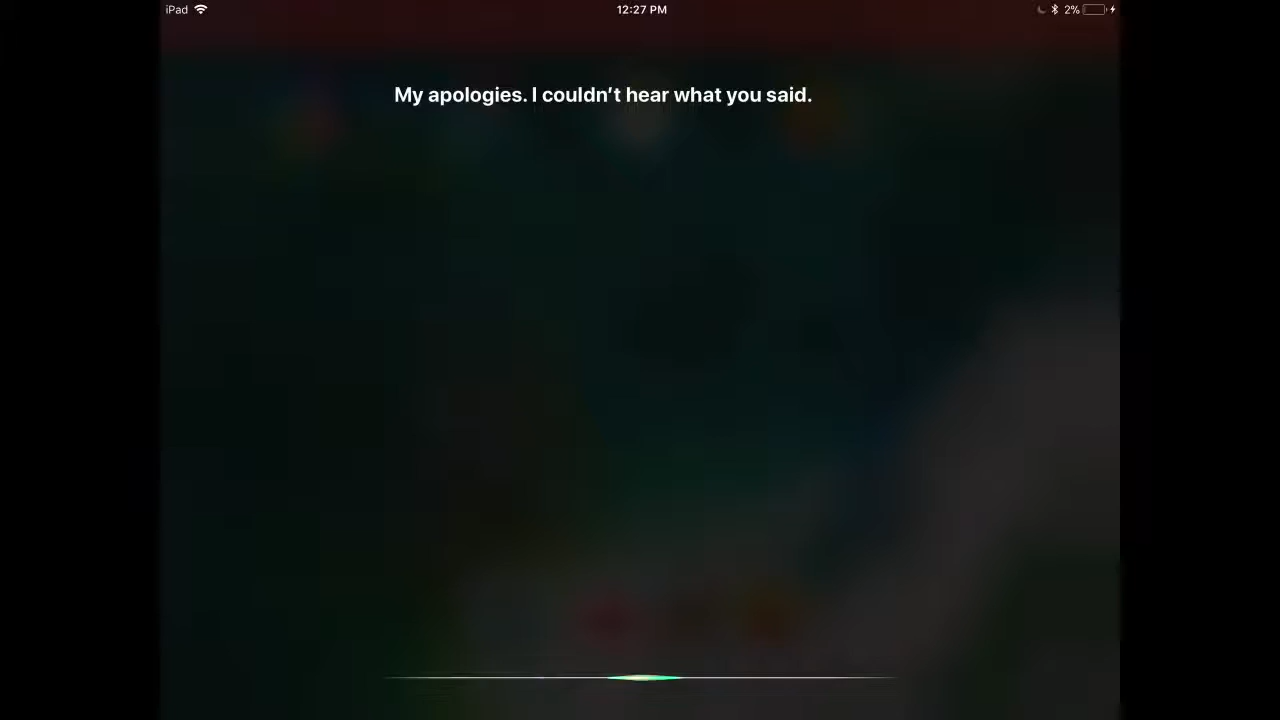 iPad 12:27 PM 2%
My apologies. I couldn’t hear what you said.